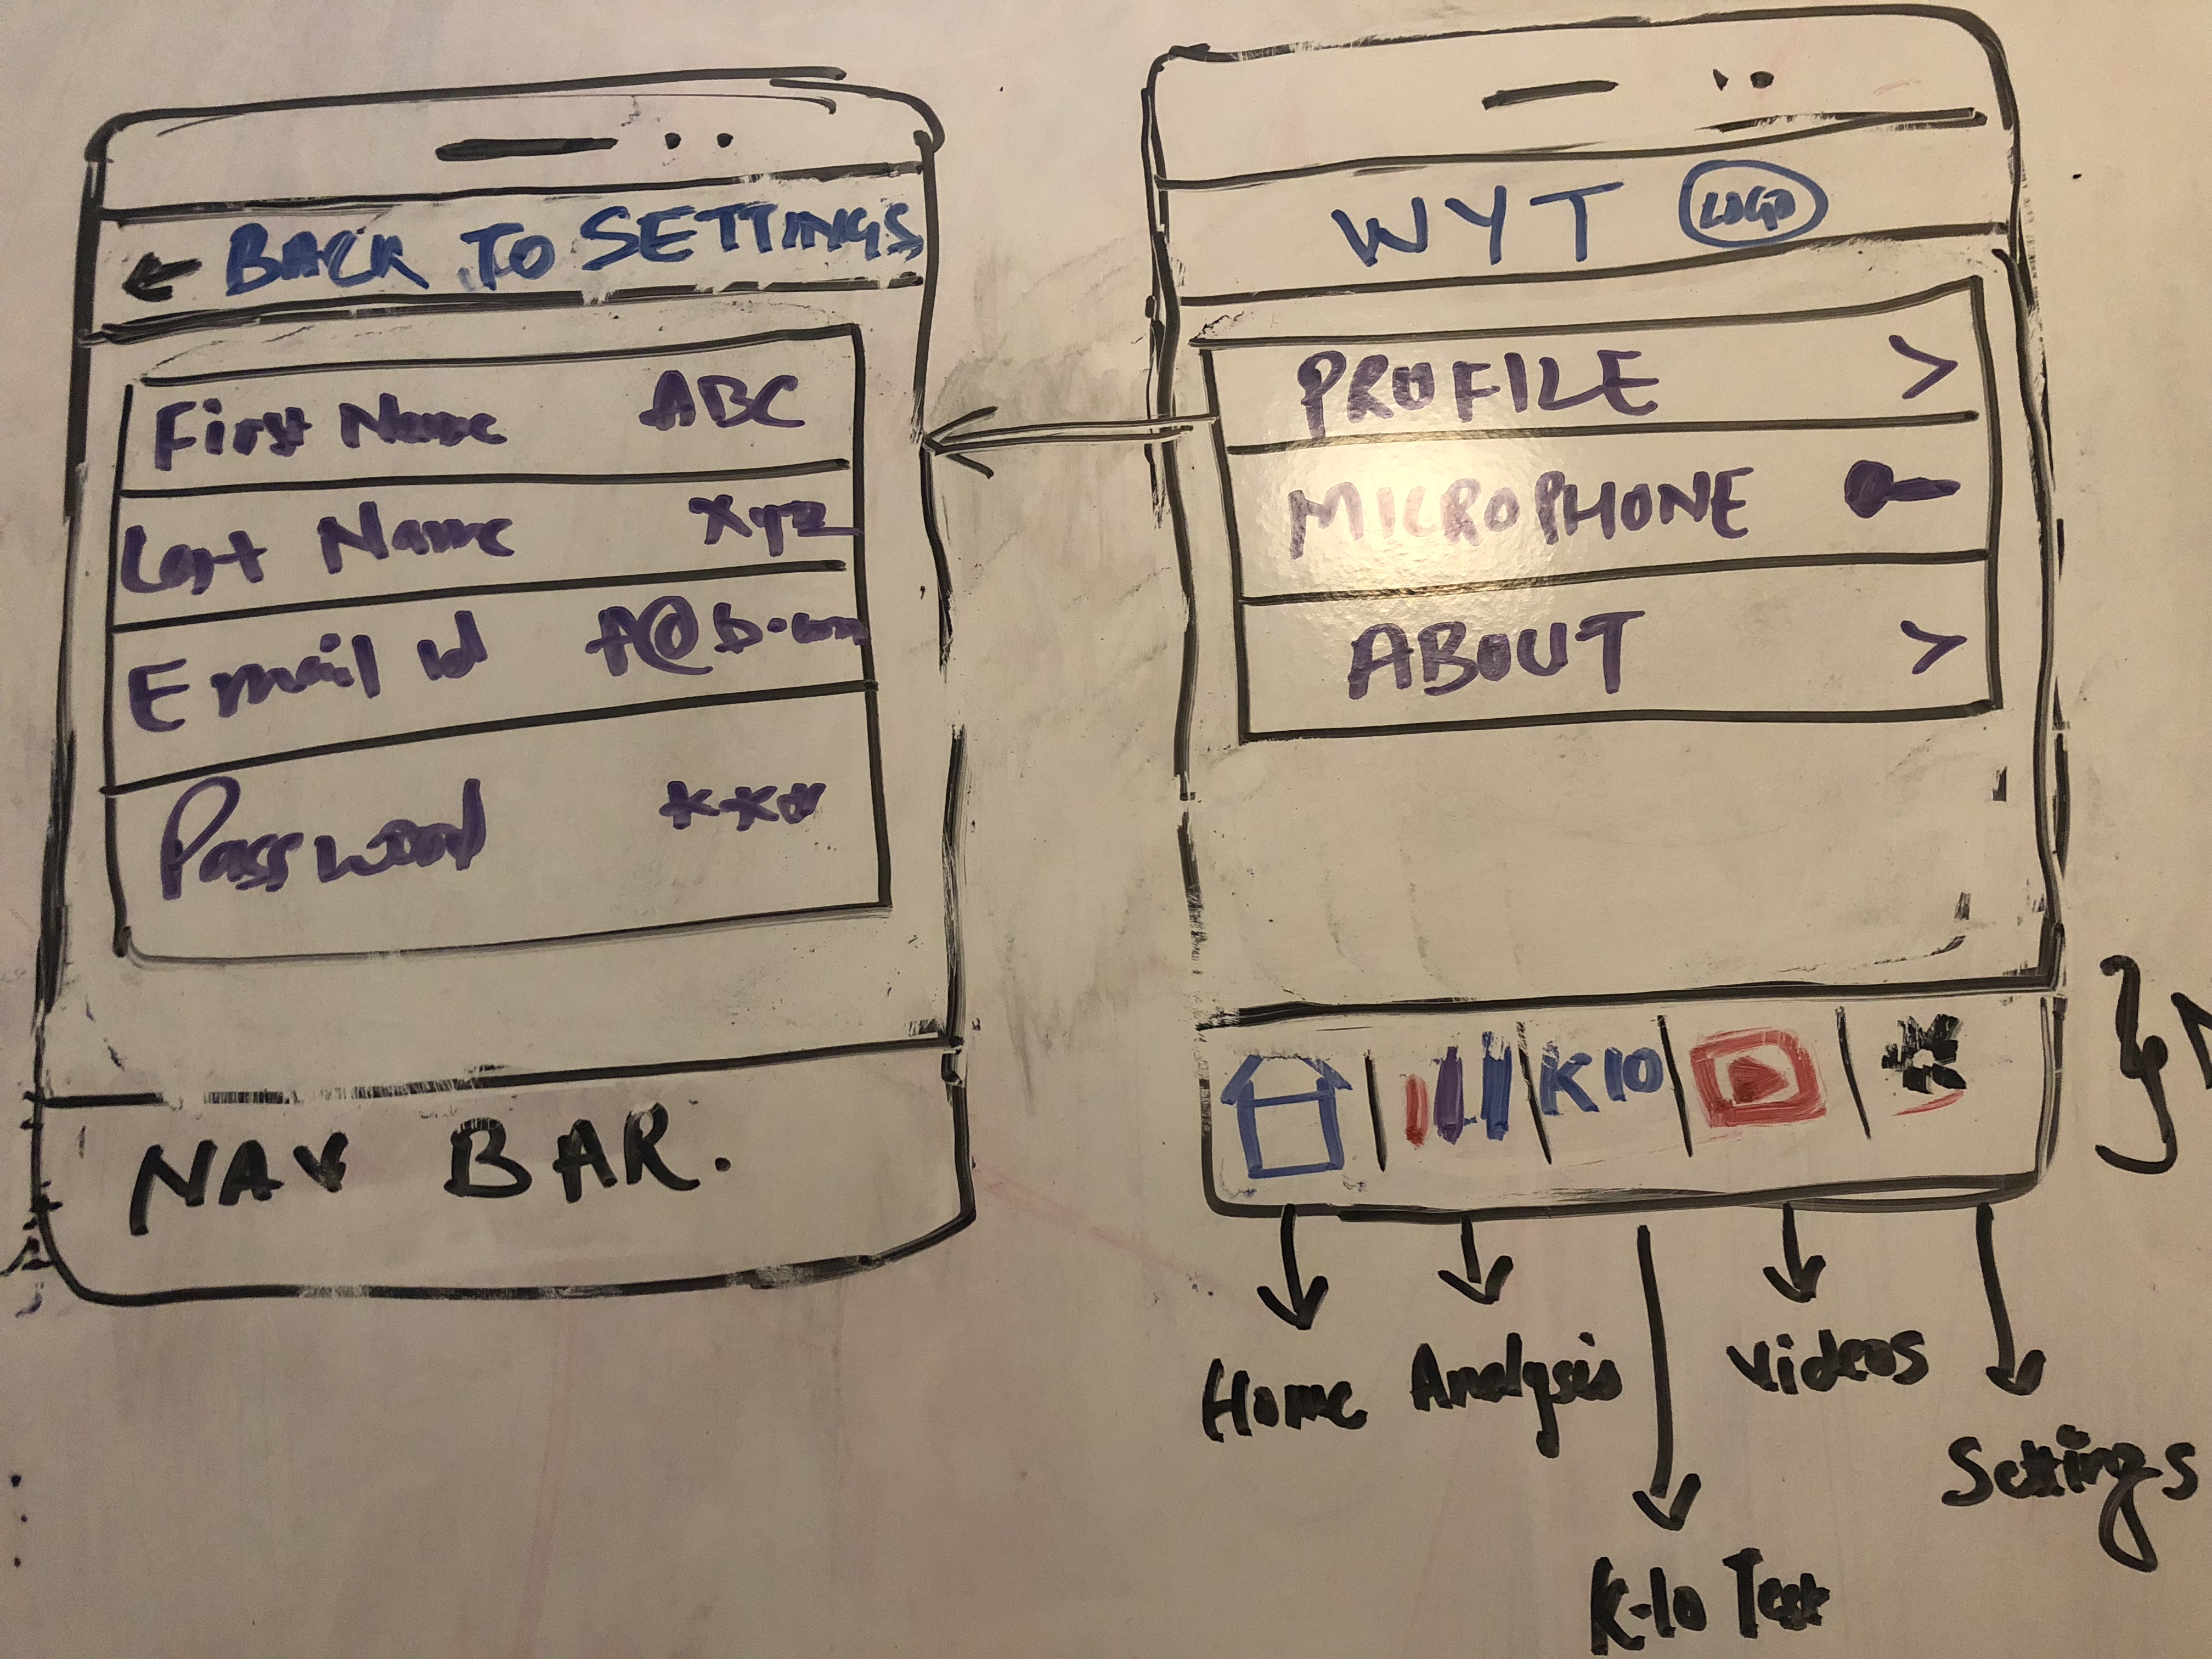 ← BACK TO SETTINGS
First Name ABC
Last Name XYZ
Email Id A@b.com
Password ***
NAV BAR.
WYT LOGO
PROFILE >
MICROPHONE
ABOUT >
K10
Home Analysis Videos
Settings
K-10 Test